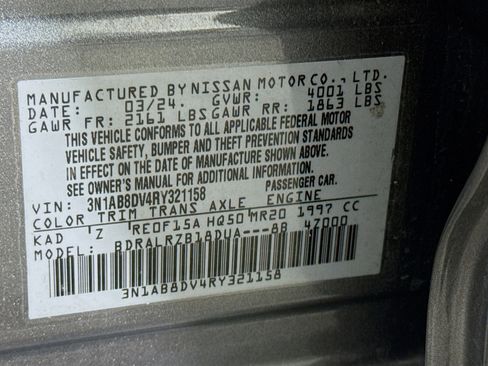 MANUFACTURED BY NISSAN MOTOR CO., LTD.
DATE: 03/24. GVWR: 4001 LBS
GAWR FR: 2161 LBS GAWR RR: 1863 LBS
THIS VEHICLE CONFORMS TO ALL APPLICABLE FEDERAL MOTOR
VEHICLE SAFETY, BUMPER AND THEFT PREVENTION STANDARDS
IN EFFECT ON THE DATE OF MANUFACTURE SHOWN ABOVE.
SEE OWNER'S MANUAL FOR ADDITIONAL INFORMATION.
VIN: 3N1AB8DV4RY321158 PASSENGER CAR.
COLOR TRIM TRANS AXLE ENGINE
KAD 'Z RE0F15A HQ50 MR20 1997 CC
MODEL: BDRALRZB18DUA---8B 4Z000
3N1AB8DV4RY321158